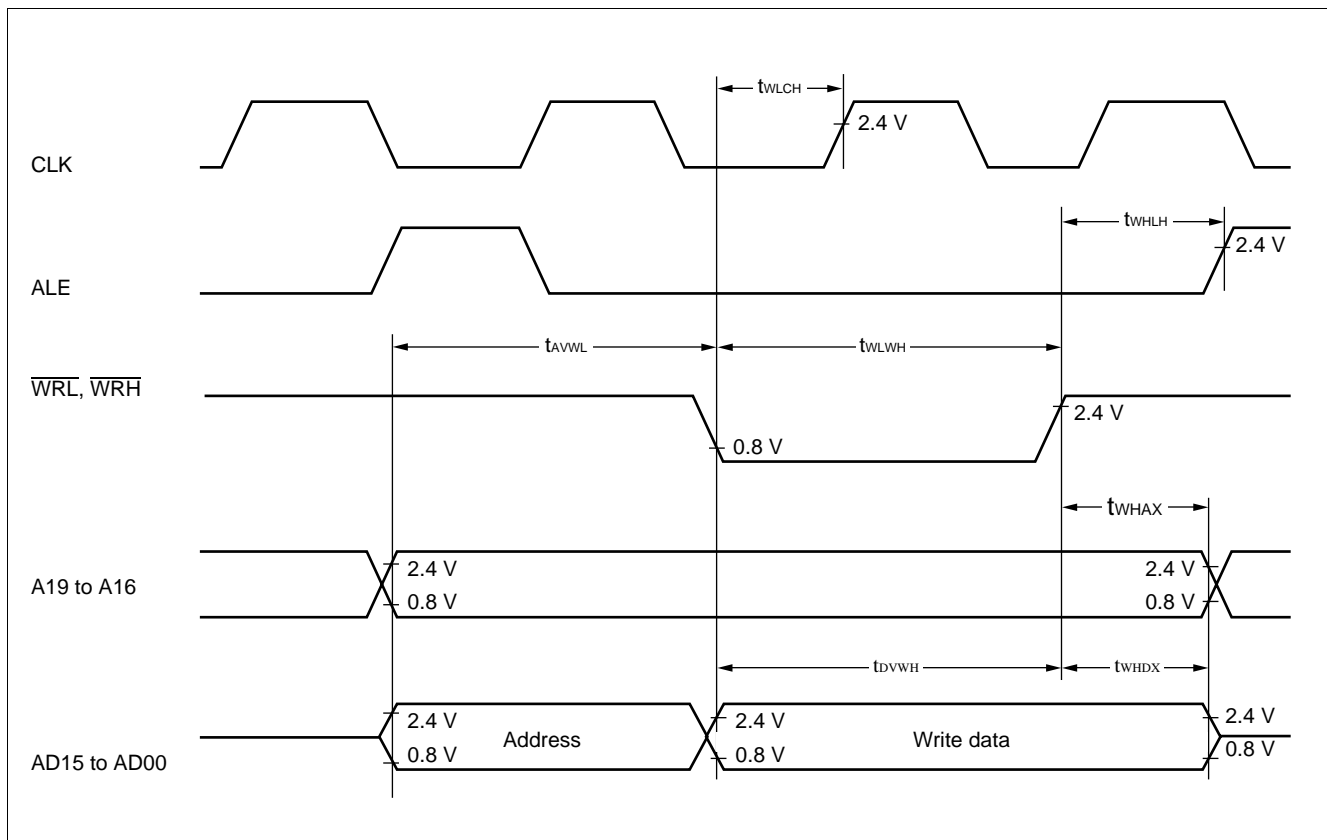 tWLCH
2.4 V
CLK
tWHLH
2.4 V
ALE
tAVWL
tWLWH
WRL, WRH
2.4 V
0.8 V
tWHAX
2.4 V
2.4 V
A19 to A16
0.8 V
0.8 V
tDVWH
tWHDX
2.4 V
2.4 V
2.4 V
Address
Write data
0.8 V
0.8 V
0.8 V
AD15 to AD00